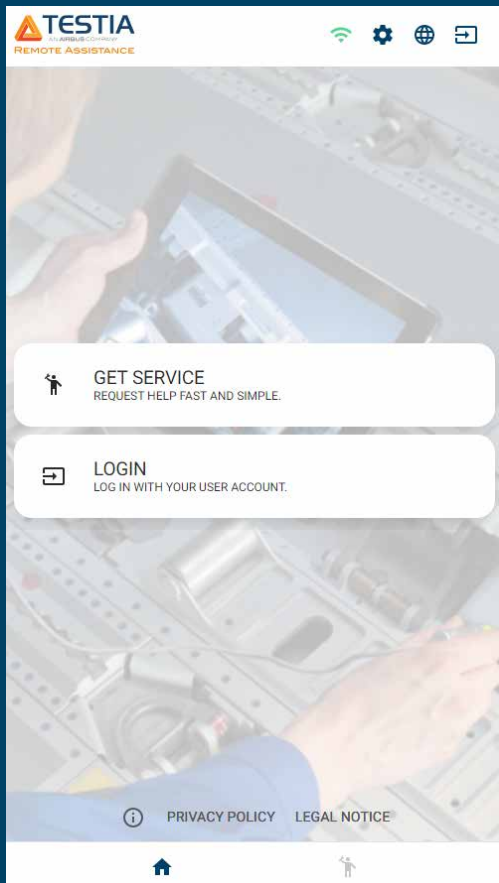 TESTIA
AN AIRBUS COMPANY
REMOTE ASSISTANCE
GET SERVICE
REQUEST HELP FAST AND SIMPLE.
LOGIN
LOG IN WITH YOUR USER ACCOUNT.
PRIVACY POLICY LEGAL NOTICE